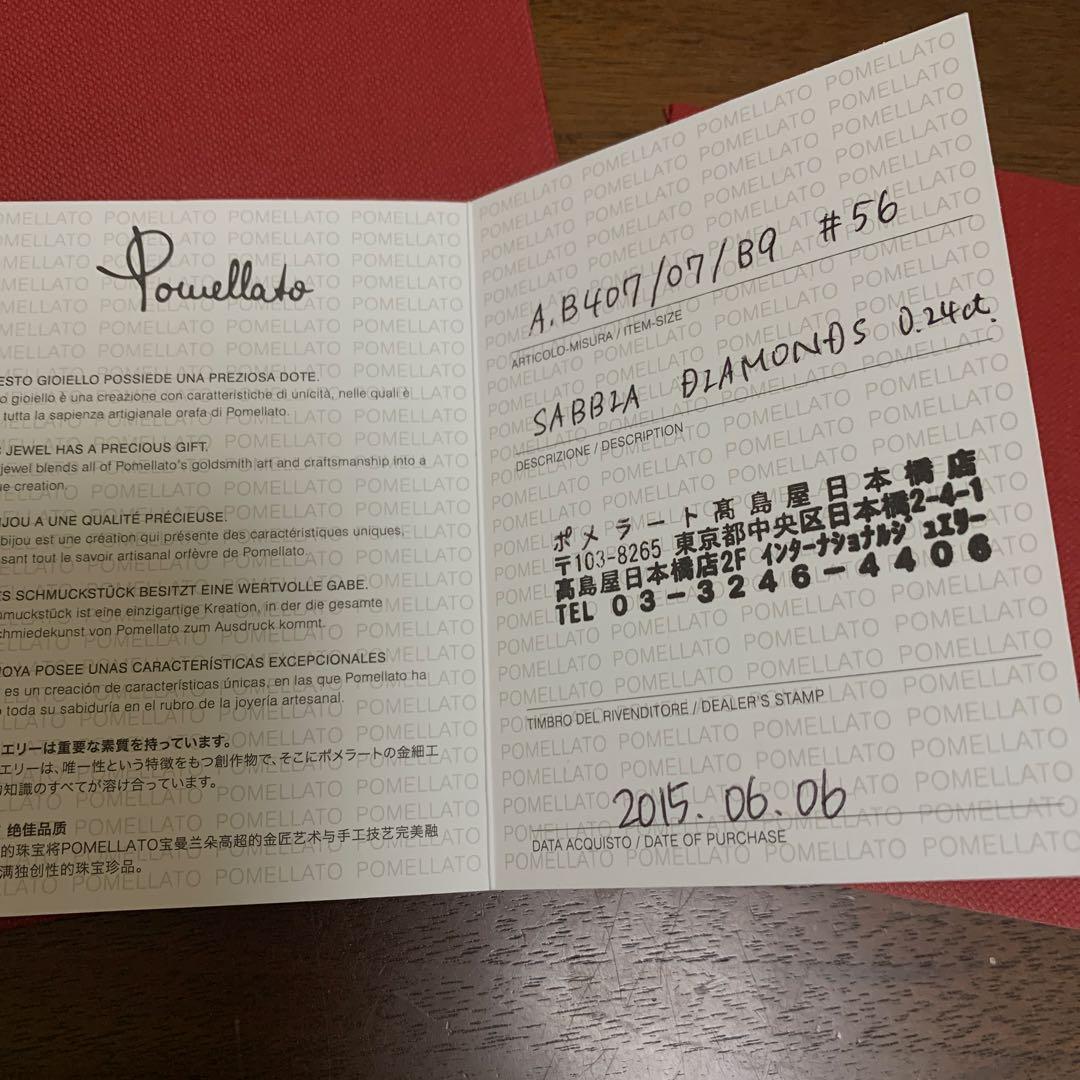 Pomellato
ESTO GIOIELLO POSSIEDE UNA PREZIOSA DOTE.
o gioiello è una creazione con caratteristiche di unicità, nelle quali è
tutta la sapienza artigianale orafa di Pomellato.
JEWEL HAS A PRECIOUS GIFT.
jewel blends all of Pomellato's goldsmith art and craftsmanship into a
ue creation.
IJOU A UNE QUALITÉ PRÉCIEUSE.
bijou est une création qui présente des caractéristiques uniques,
sant tout le savoir artisanal orfèvre de Pomellato.
ES SCHMUCKSTÜCK BESITZT EINE WERTVOLLE GABE.
hmuckstück ist eine einzigartige Kreation, in der die gesamte
chmiedekunst von Pomellato zum Ausdruck kommt.
OYA POSEE UNAS CARACTERÍSTICAS EXCEPCIONALES
es un creación de características únicas, en las que Pomellato ha
o toda su sabiduría en el rubro de la joyería artesanal.
エリーは重要な素質を持っています。
エリーは、唯一性という特徴をもつ創作物で、そこにポメラートの金細工
知識のすべてが溶け合っています。
绝佳品质
的珠宝将POMELLATO宝曼兰朵高超的金匠艺术与手工技艺完美融
满独创性的珠宝珍品。
A.B407/07/B9 #56
ARTICOLO-MISURA / ITEM-SIZE
SABBIA DIAMONDS 0.24ct.
DESCRIZIONE / DESCRIPTION
ポメラート髙島屋日本橋店
〒103-8265 東京都中央区日本橋2-4-1
髙島屋日本橋店2F インターナショナルジュエリー
TEL 03-3246-4406
TIMBRO DEL RIVENDITORE / DEALER'S STAMP
2015.06.06
DATA ACQUISTO / DATE OF PURCHASE